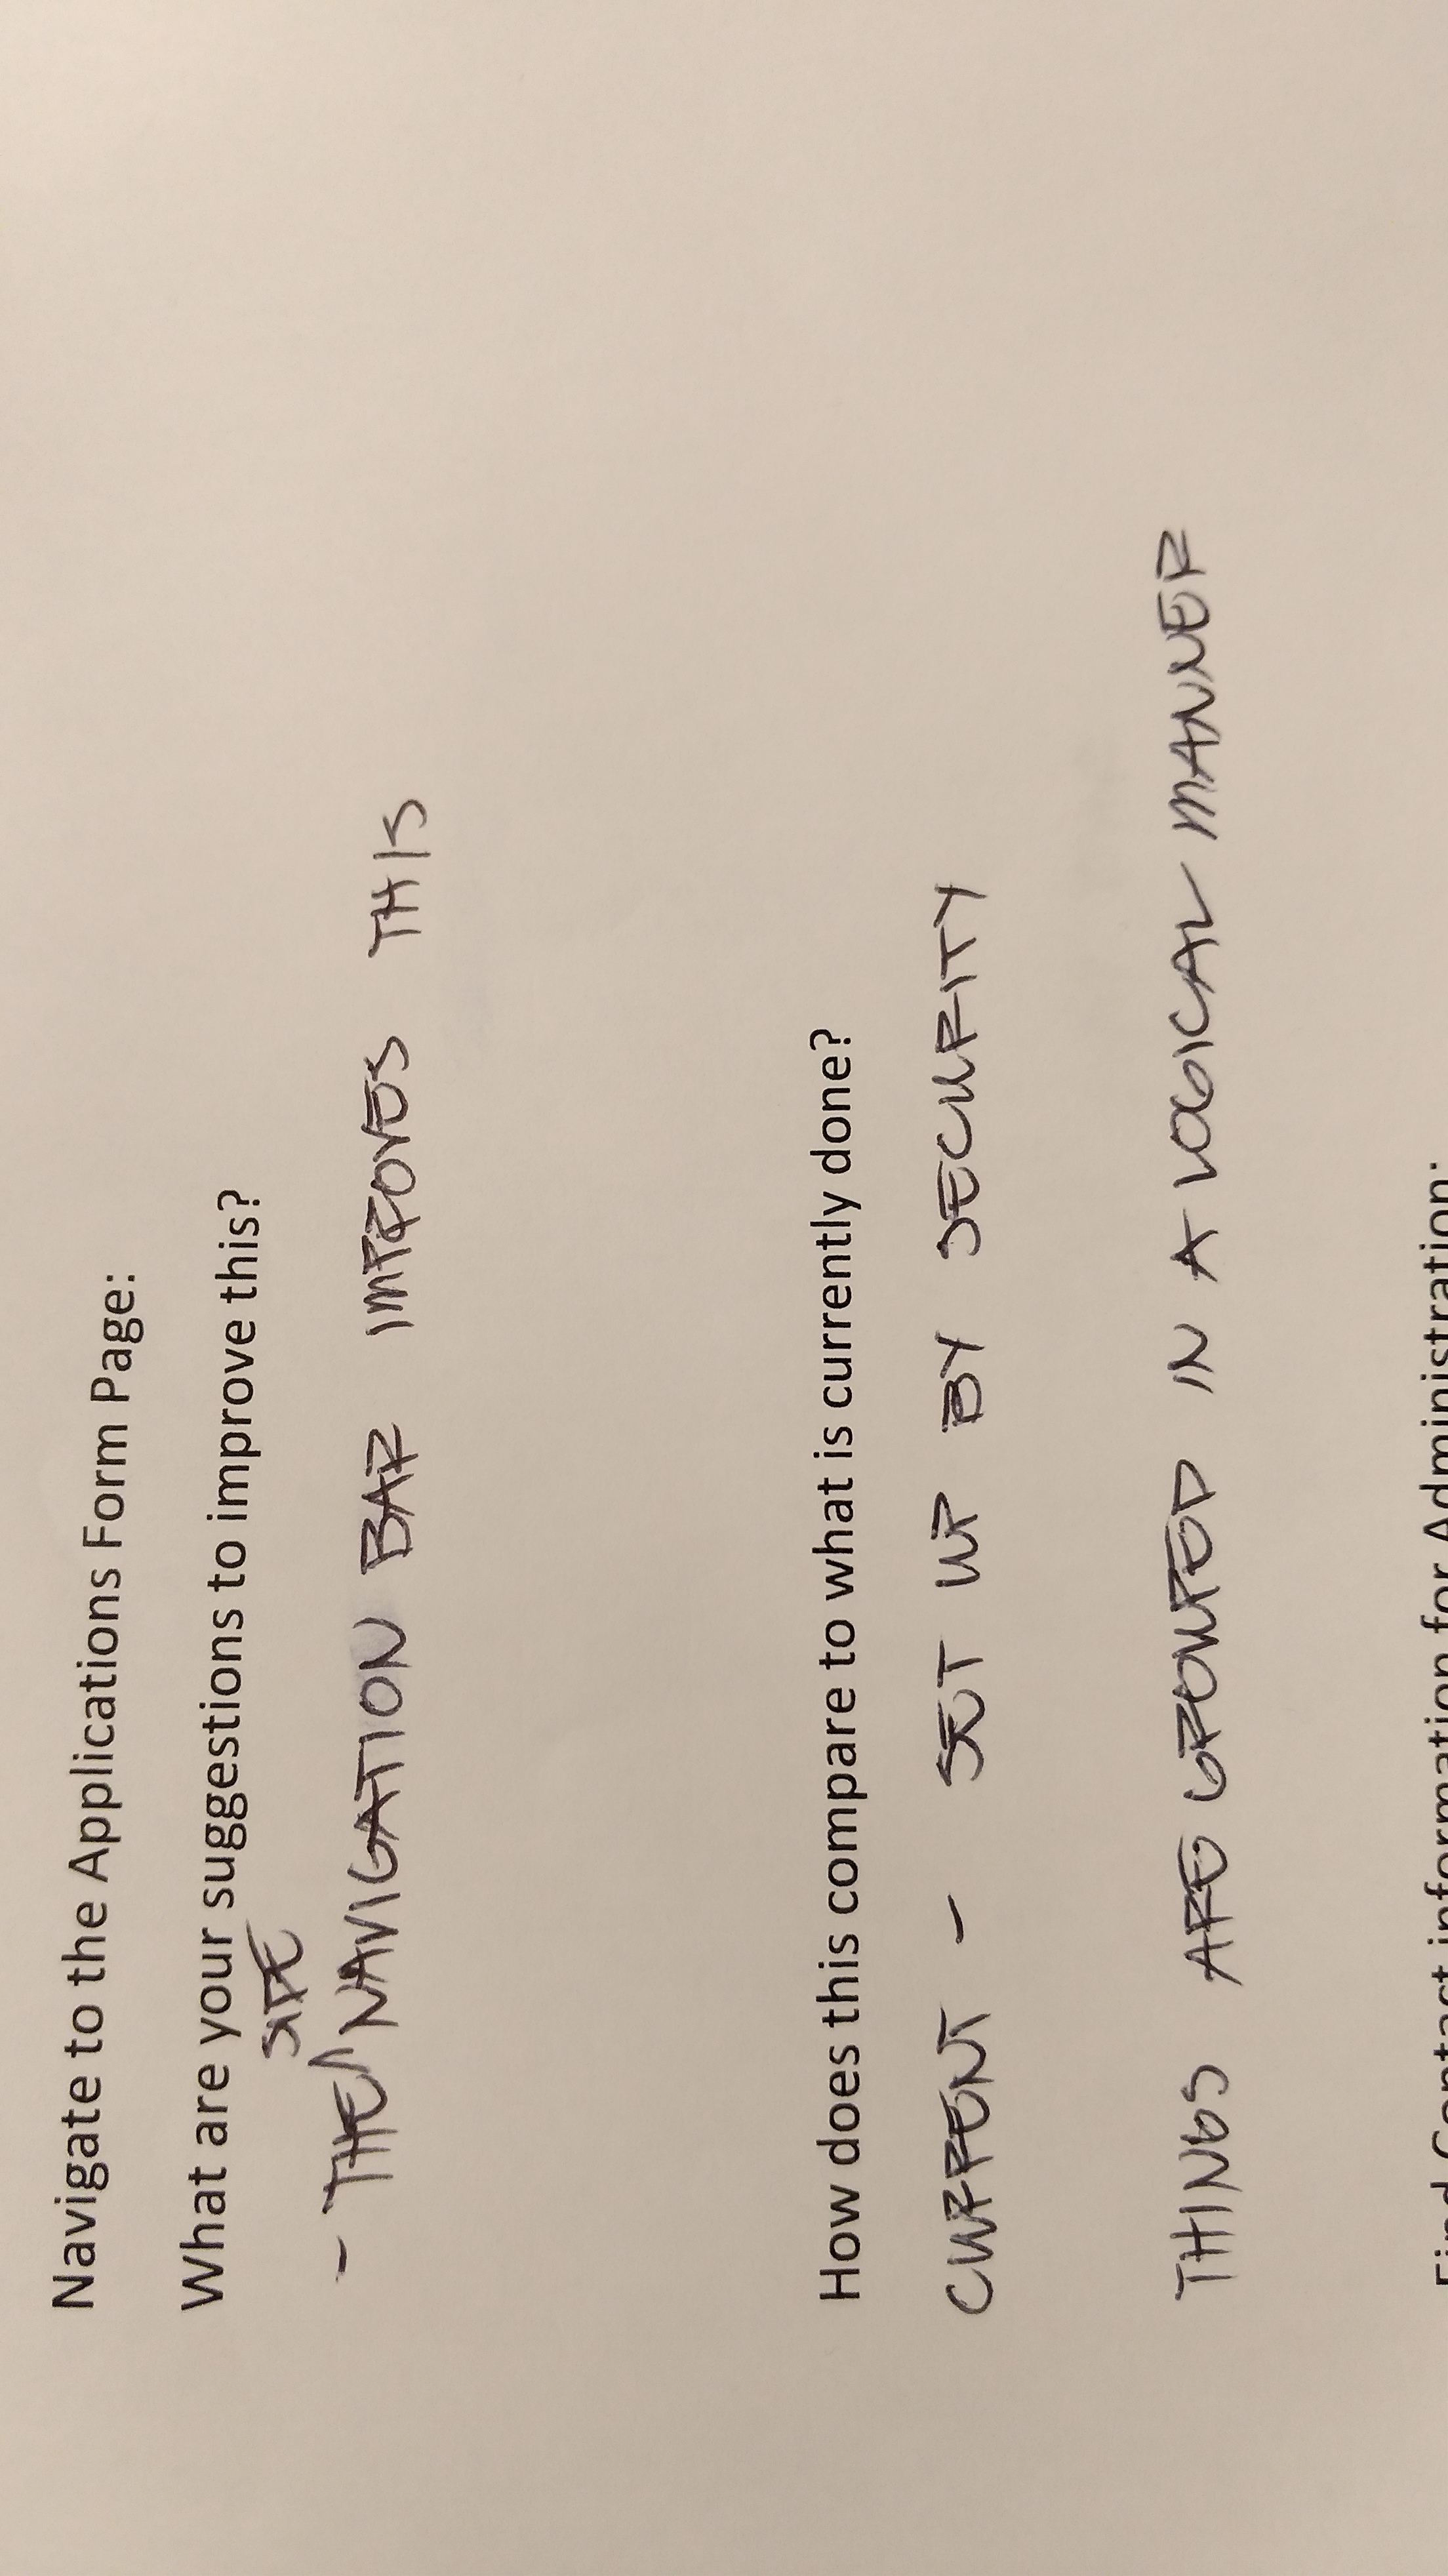 Navigate to the Applications Form Page:
What are your suggestions to improve this?
SIDE
- THE ^ NAVIGATION BAR IMPROVES THIS
How does this compare to what is currently done?
CURRENT - SET UP BY SECURITY
THINGS ARE GROUPED IN A LOGICAL MANNER
Find Contact information for Administration: